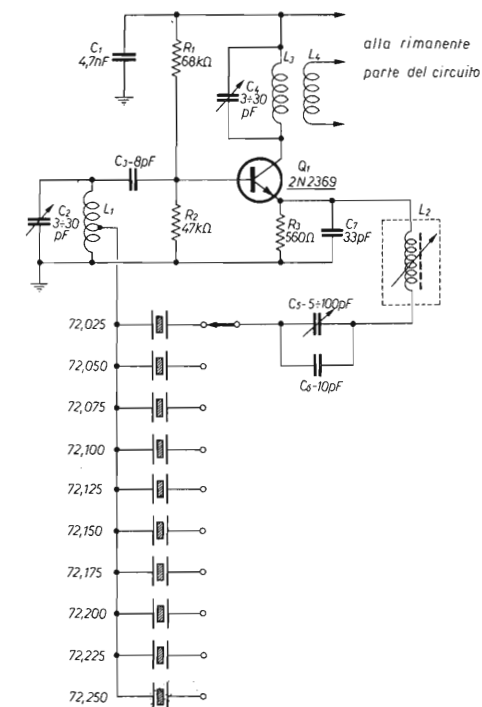 C1
4,7nF
R1
68kΩ
C4
3÷30
pF
L3
L4
alla rimanente
parte del circuito
C3-8pF
Q1
2N2369
C2
3÷30
pF
L1
R2
47kΩ
R3
560Ω
C7
33pF
L2
C5-5÷100pF
C6-10pF
72,025
72,050
72,075
72,100
72,125
72,150
72,175
72,200
72,225
72,250